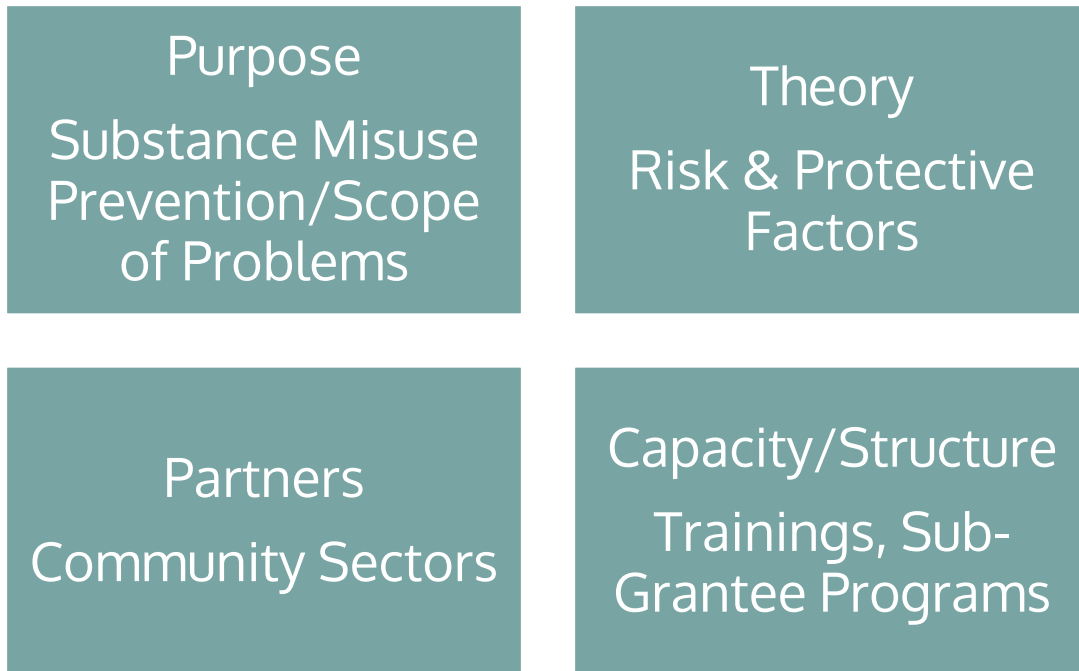 Purpose
Substance Misuse
Prevention/Scope
of Problems
Theory
Risk & Protective
Factors
Partners
Community Sectors
Capacity/Structure
Trainings, Sub-
Grantee Programs